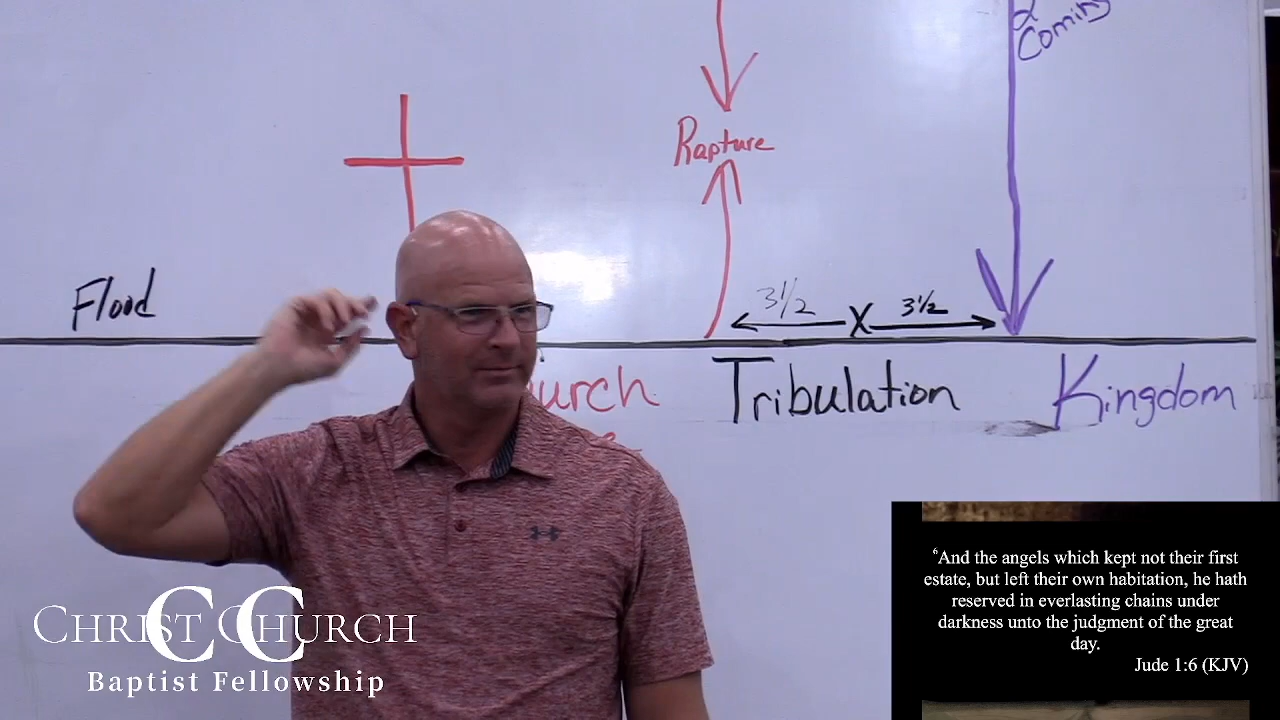 Coming
Rapture
Flood
3½
X
3½
urch
Tribulation
Kingdom
⁶And the angels which kept not their first
estate, but left their own habitation, he hath
reserved in everlasting chains under
darkness unto the judgment of the great
day.
Jude 1:6 (KJV)
CC
CHRIST CHURCH
Baptist Fellowship